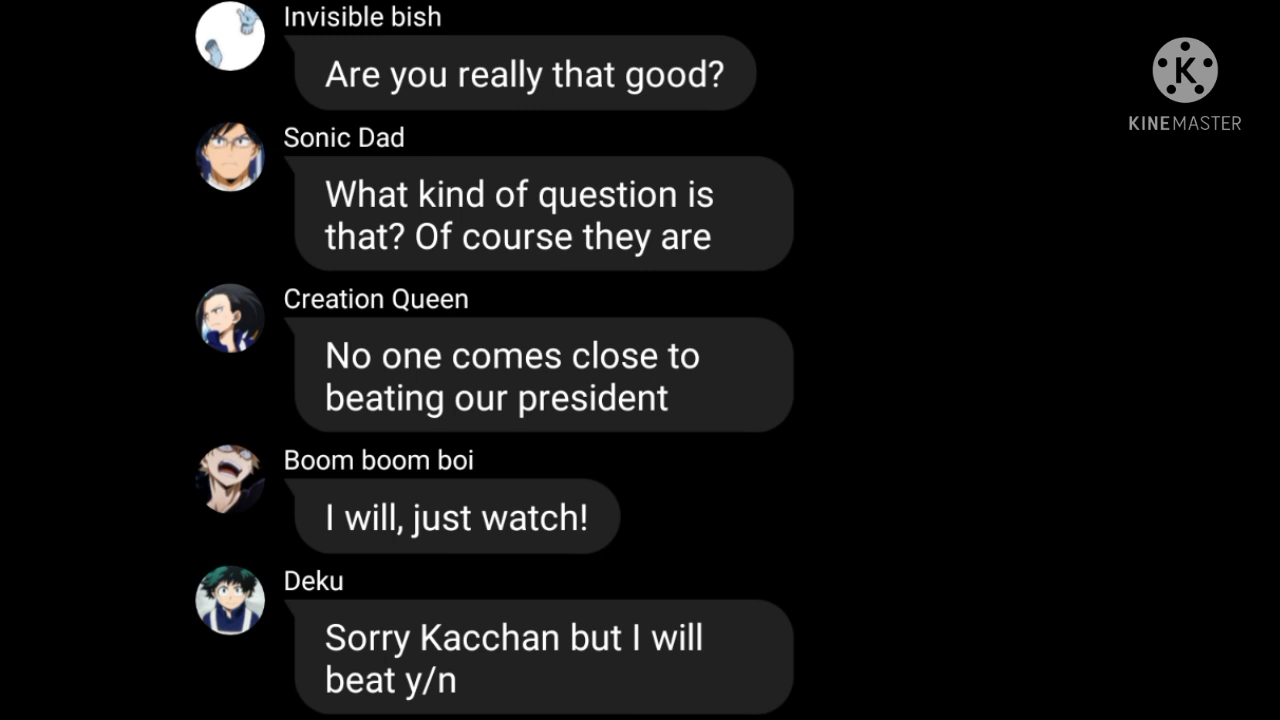 Invisible bish
Are you really that good?
K
KINEMASTER
Sonic Dad
What kind of question is
that? Of course they are
Creation Queen
No one comes close to
beating our president
Boom boom boi
I will, just watch!
Deku
Sorry Kacchan but I will
beat y/n